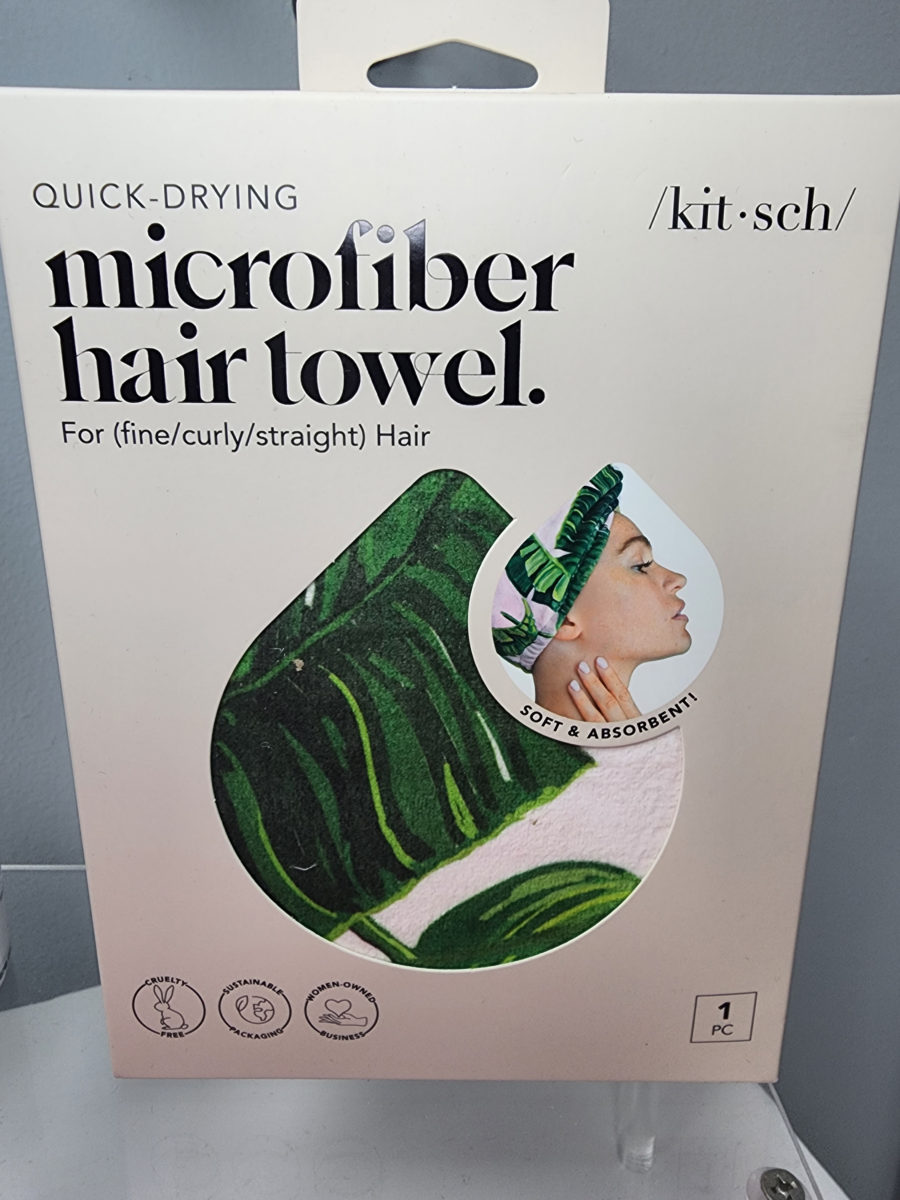 QUICK-DRYING
/kit·sch/
microfiber
hair towel.
For (fine/curly/straight) Hair
SOFT & ABSORBENT!
CRUELTY
FREE
SUSTAINABLE
PACKAGING
WOMEN-OWNED
BUSINESS
1
PC